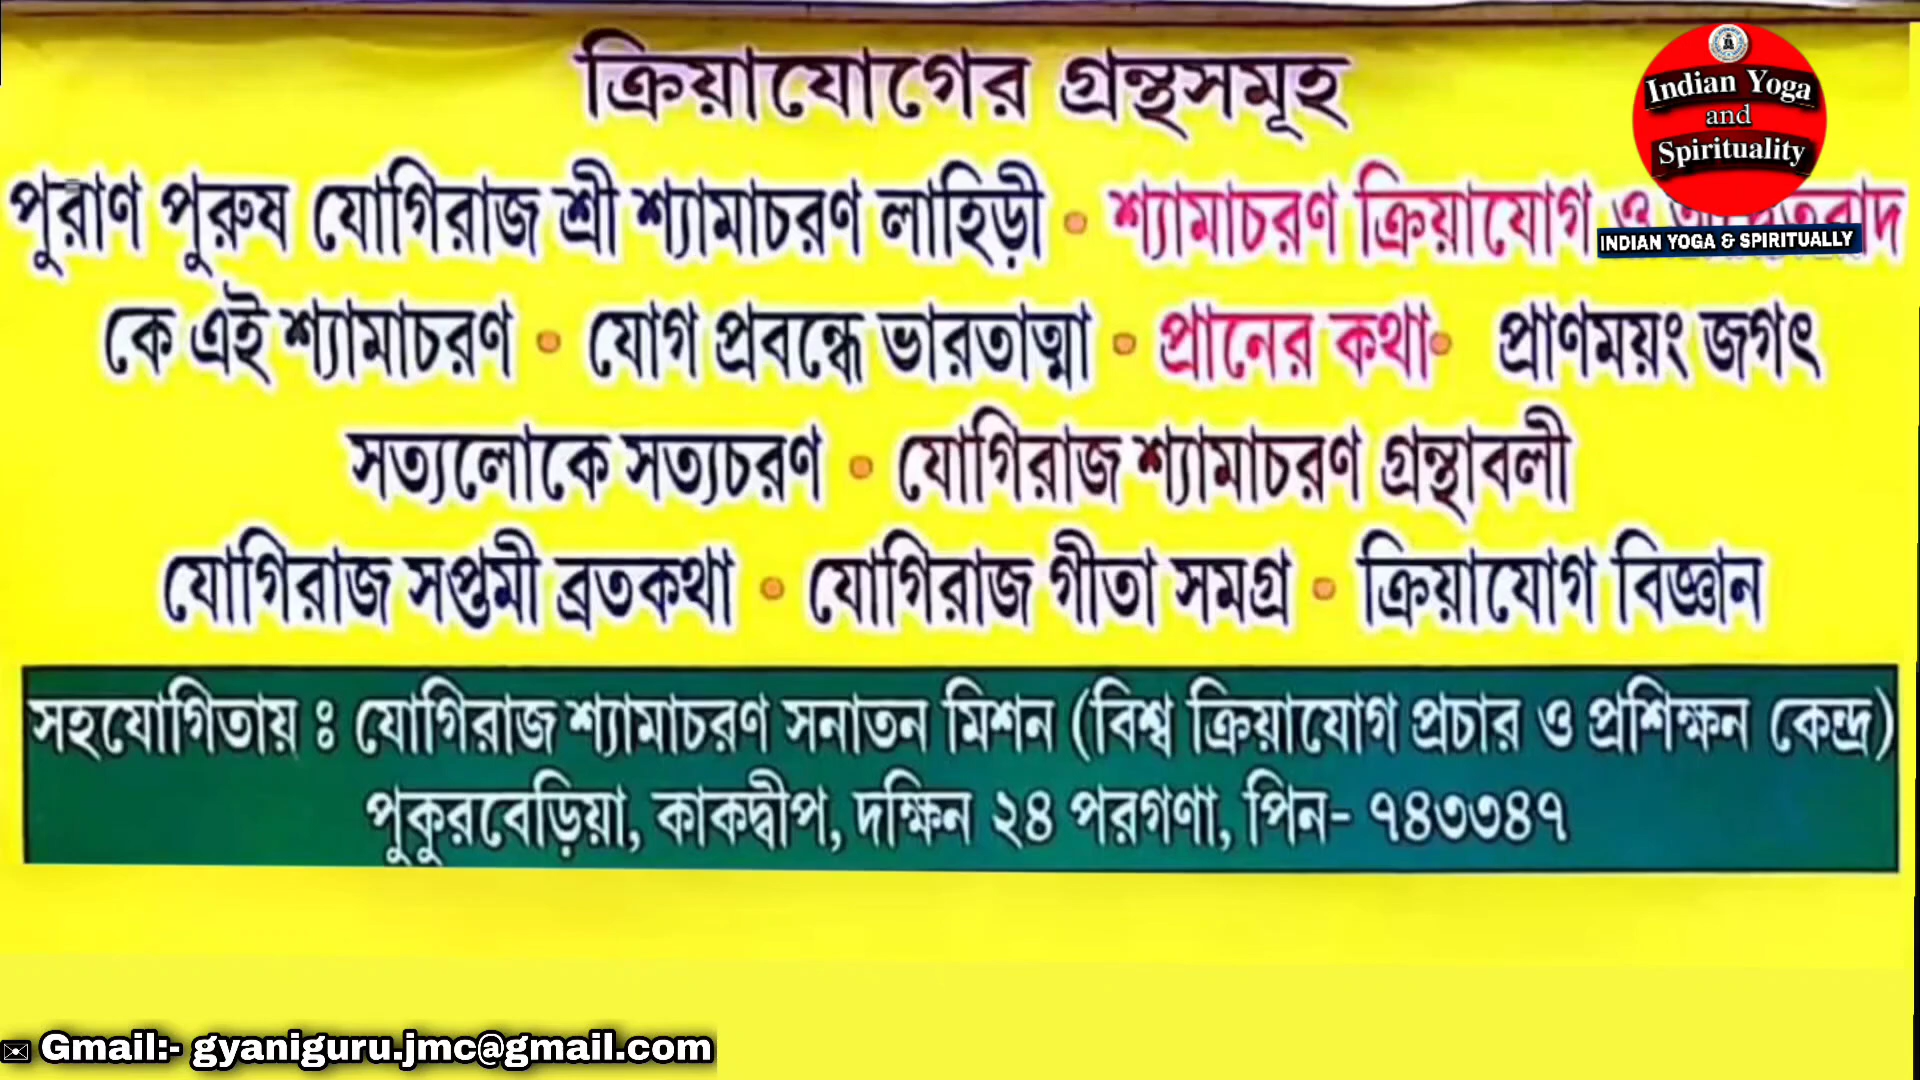 ক্রিয়াযোগের গ্রন্থসমূহ
পুরাণ পুরুষ যোগিরাজ শ্রী শ্যামাচরণ লাহিড়ী • শ্যামাচরণ ক্রিয়াযোগ ও
কে এই শ্যামাচরণ • যোগ প্রবন্ধে ভারতাত্মা • প্রানের কথা • প্রাণময়ং জগৎ
সত্যলোকে সত্যচরণ • যোগিরাজ শ্যামাচরণ গ্রন্থাবলী
যোগিরাজ সপ্তমী ব্রতকথা • যোগিরাজ গীতা সমগ্র • ক্রিয়াযোগ বিজ্ঞান
সহযোগিতায় ঃ যোগিরাজ শ্যামাচরণ সনাতন মিশন (বিশ্ব ক্রিয়াযোগ প্রচার ও প্রশিক্ষন কেন্দ্র)
পুকুরবেড়িয়া, কাকদ্বীপ, দক্ষিন ২৪ পরগণা, পিন- ৭৪৩৩৪৭
Indian Yoga
and
Spirituality
INDIAN YOGA & SPIRITUALLY
Gmail:- gyaniguru.jmc@gmail.com